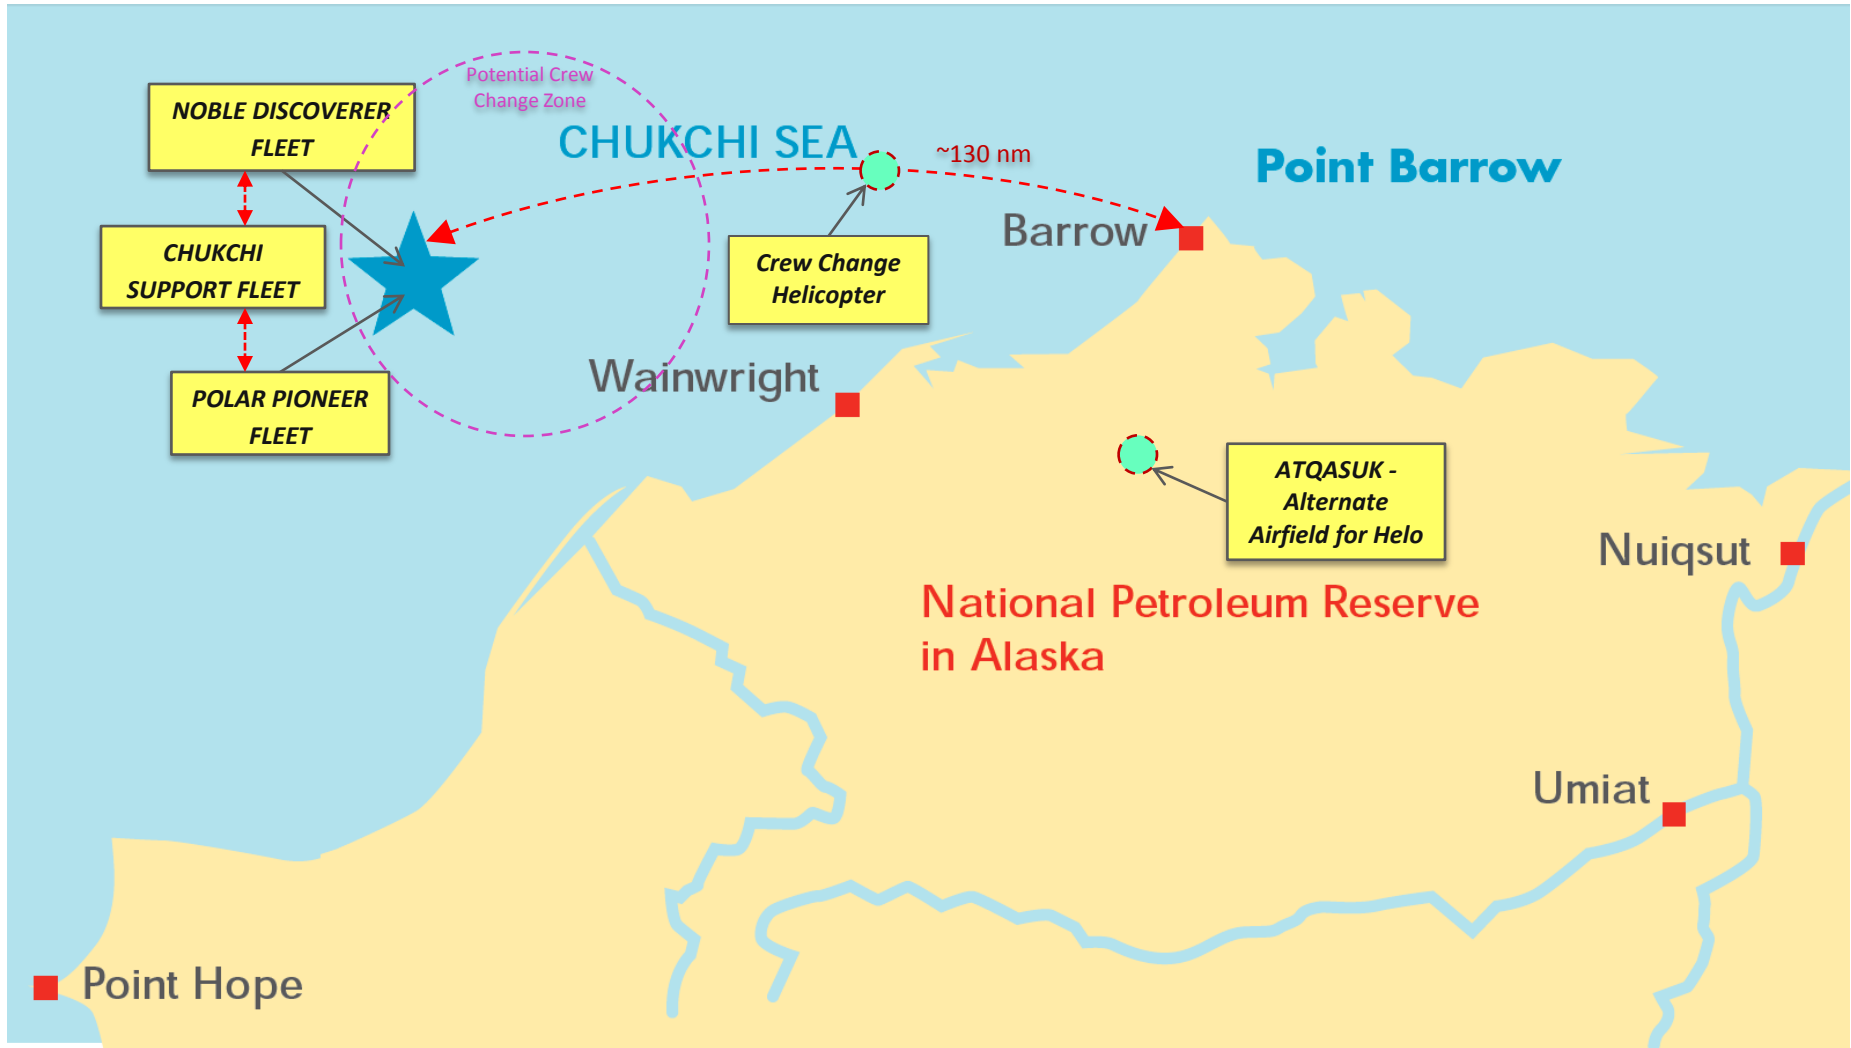 Potential Crew
Change Zone
NOBLE DISCOVERER
FLEET
CHUKCHI SEA
~130 nm
Point Barrow
Barrow
CHUKCHI
SUPPORT FLEET
Crew Change
Helicopter
Wainwright
POLAR PIONEER
FLEET
ATQASUK -
Alternate
Airfield for Helo
Nuiqsut
National Petroleum Reserve
in Alaska
Umiat
Point Hope